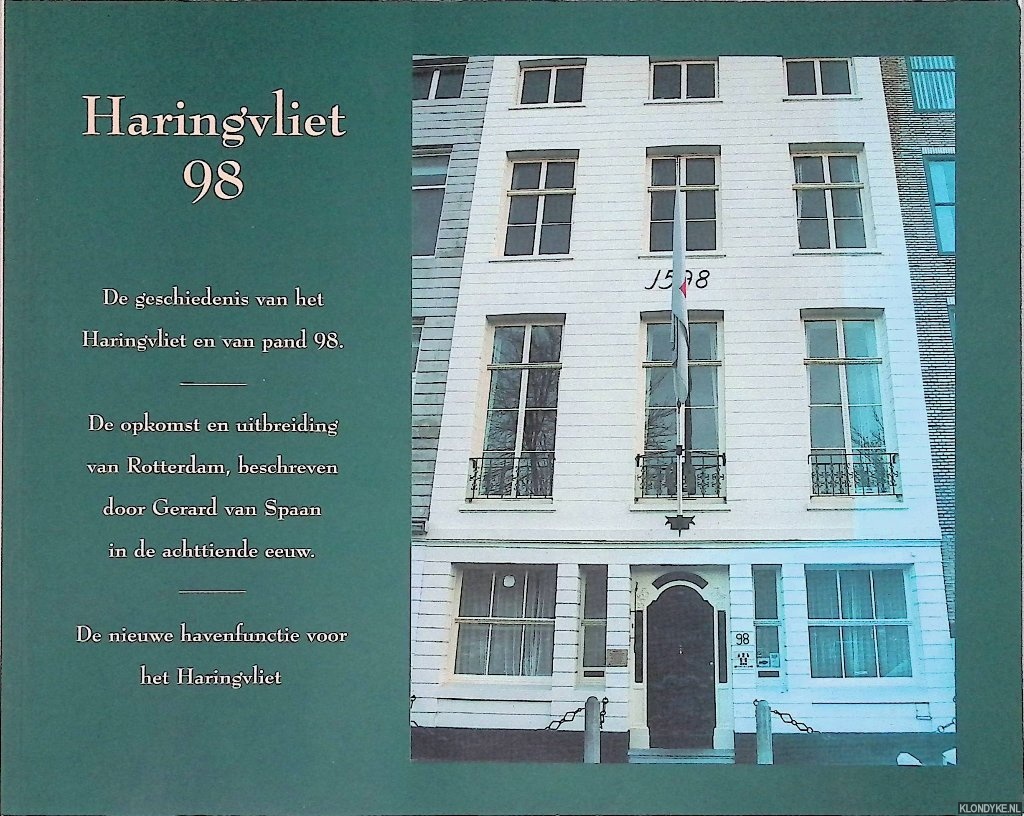 Haringvliet
98
De geschiedenis van het
Haringvliet en van pand 98.
De opkomst en uitbreiding
van Rotterdam, beschreven
door Gerard van Spaan
in de achttiende eeuw.
De nieuwe havenfunctie voor
het Haringvliet
1598
98
KLONDYKE.NL